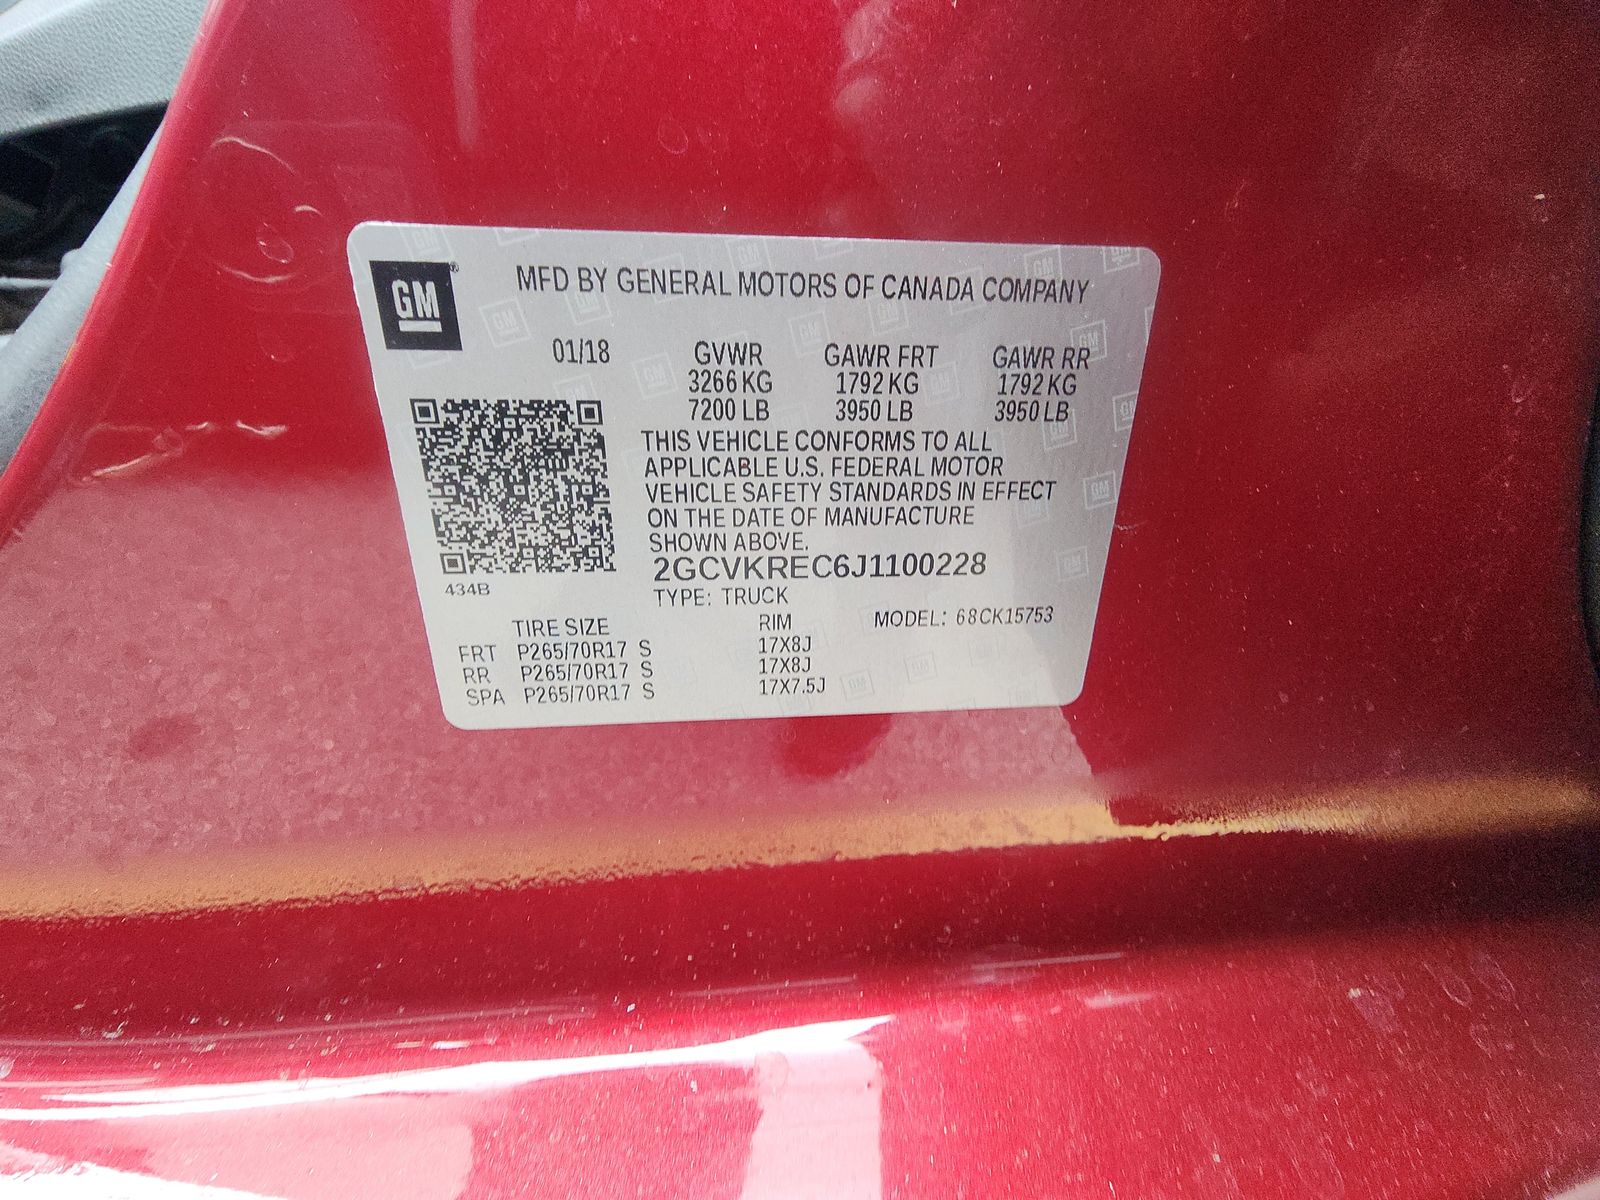 GM
MFD BY GENERAL MOTORS OF CANADA COMPANY
01/18 GVWR GAWR FRT GAWR RR
3266 KG 1792 KG 1792 KG
7200 LB 3950 LB 3950 LB
THIS VEHICLE CONFORMS TO ALL
APPLICABLE U.S. FEDERAL MOTOR
VEHICLE SAFETY STANDARDS IN EFFECT
ON THE DATE OF MANUFACTURE
SHOWN ABOVE.
2GCVKREC6J1100228
434B
TYPE: TRUCK
TIRE SIZE RIM MODEL: 68CK15753
FRT P265/70R17 S 17X8J
RR P265/70R17 S 17X8J
SPA P265/70R17 S 17X7.5J